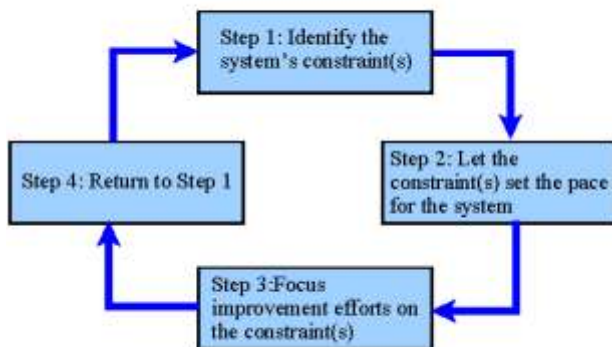 Step 1: Identify the
system's constraint(s)
Step 2: Let the
constraint(s) set the pace
for the system
Step 3:Focus
improvement efforts on
the constraint(s)
Step 4: Return to Step 1